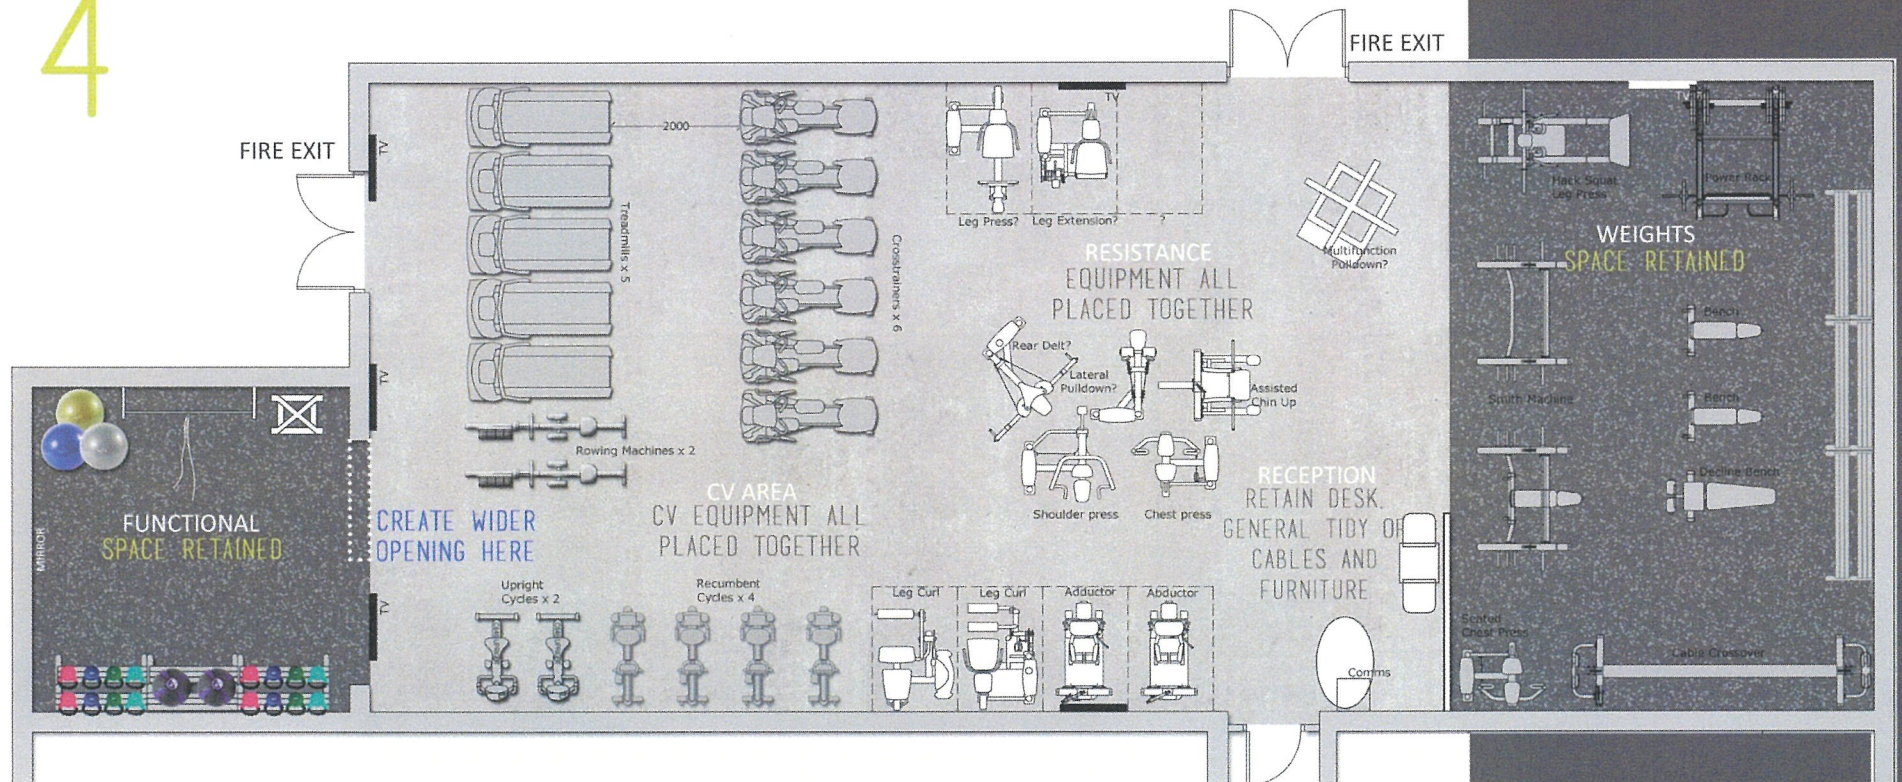 4
FIRE EXIT
FIRE EXIT
TV
TV
TV
TV
TV
2000
Treadmills x 5
Crosstrainers x 6
Leg Press?
Leg Extension?
?
Multifunction
Pulldown?
RESISTANCE
EQUIPMENT ALL
PLACED TOGETHER
Rear Delt?
Lateral
Pulldown?
Assisted
Chin Up
Shoulder press
Chest press
Rowing Machines x 2
CV AREA
CV EQUIPMENT ALL
PLACED TOGETHER
CREATE WIDER
OPENING HERE
MIRROR
FUNCTIONAL
SPACE RETAINED
Upright
Cycles x 2
Recumbent
Cycles x 4
Leg Curl
Leg Curl
Adductor
Abductor
RECEPTION
RETAIN DESK.
GENERAL TIDY OF
CABLES AND
FURNITURE
Comms
Hack Squat
Leg Press
Power Rack
WEIGHTS
SPACE RETAINED
Smith Machine
Bench
Bench
Decline Bench
Seated
Chest Press
Cable Crossover